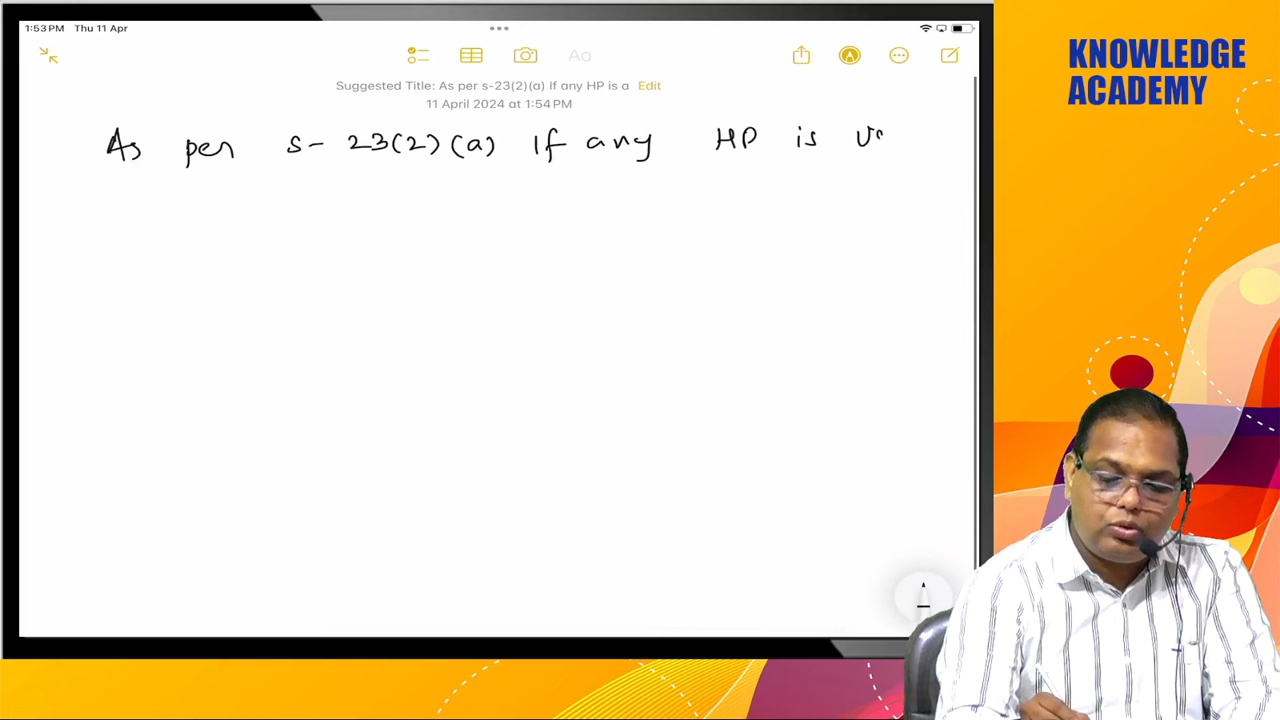 1:53 PM Thu 11 Apr
Suggested Title: As per s-23(2)(a) If any HP is a Edit
11 April 2024 at 1:54 PM
As per s- 23(2)(a) If any HP is
KNOWLEDGE
ACADEMY
Aa